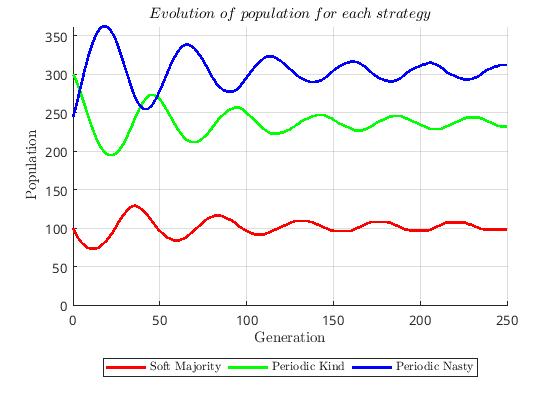 Evolution of population for each strategy
350
300
250
200
150
100
50
0
Population
0 50 100 150 200 250
Generation
Soft Majority Periodic Kind Periodic Nasty